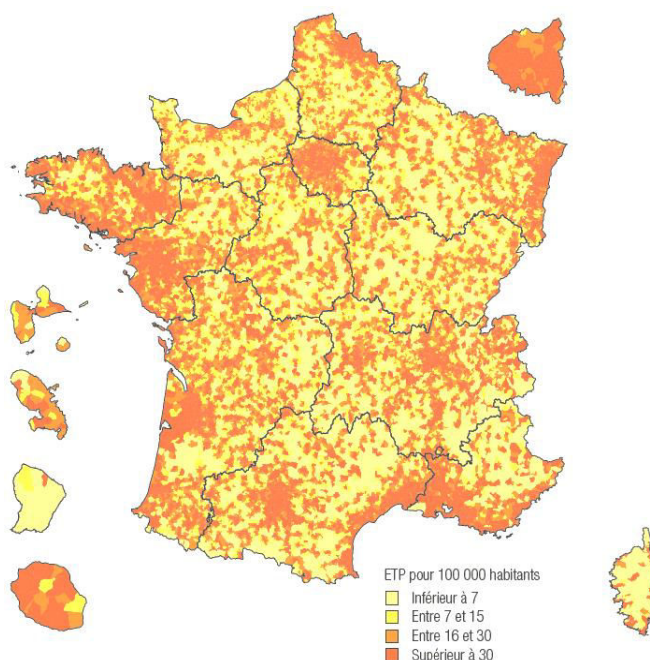 ETP pour 100 000 habitants
Inférieur à 7
Entre 7 et 15
Entre 16 et 30
Supérieur à 30